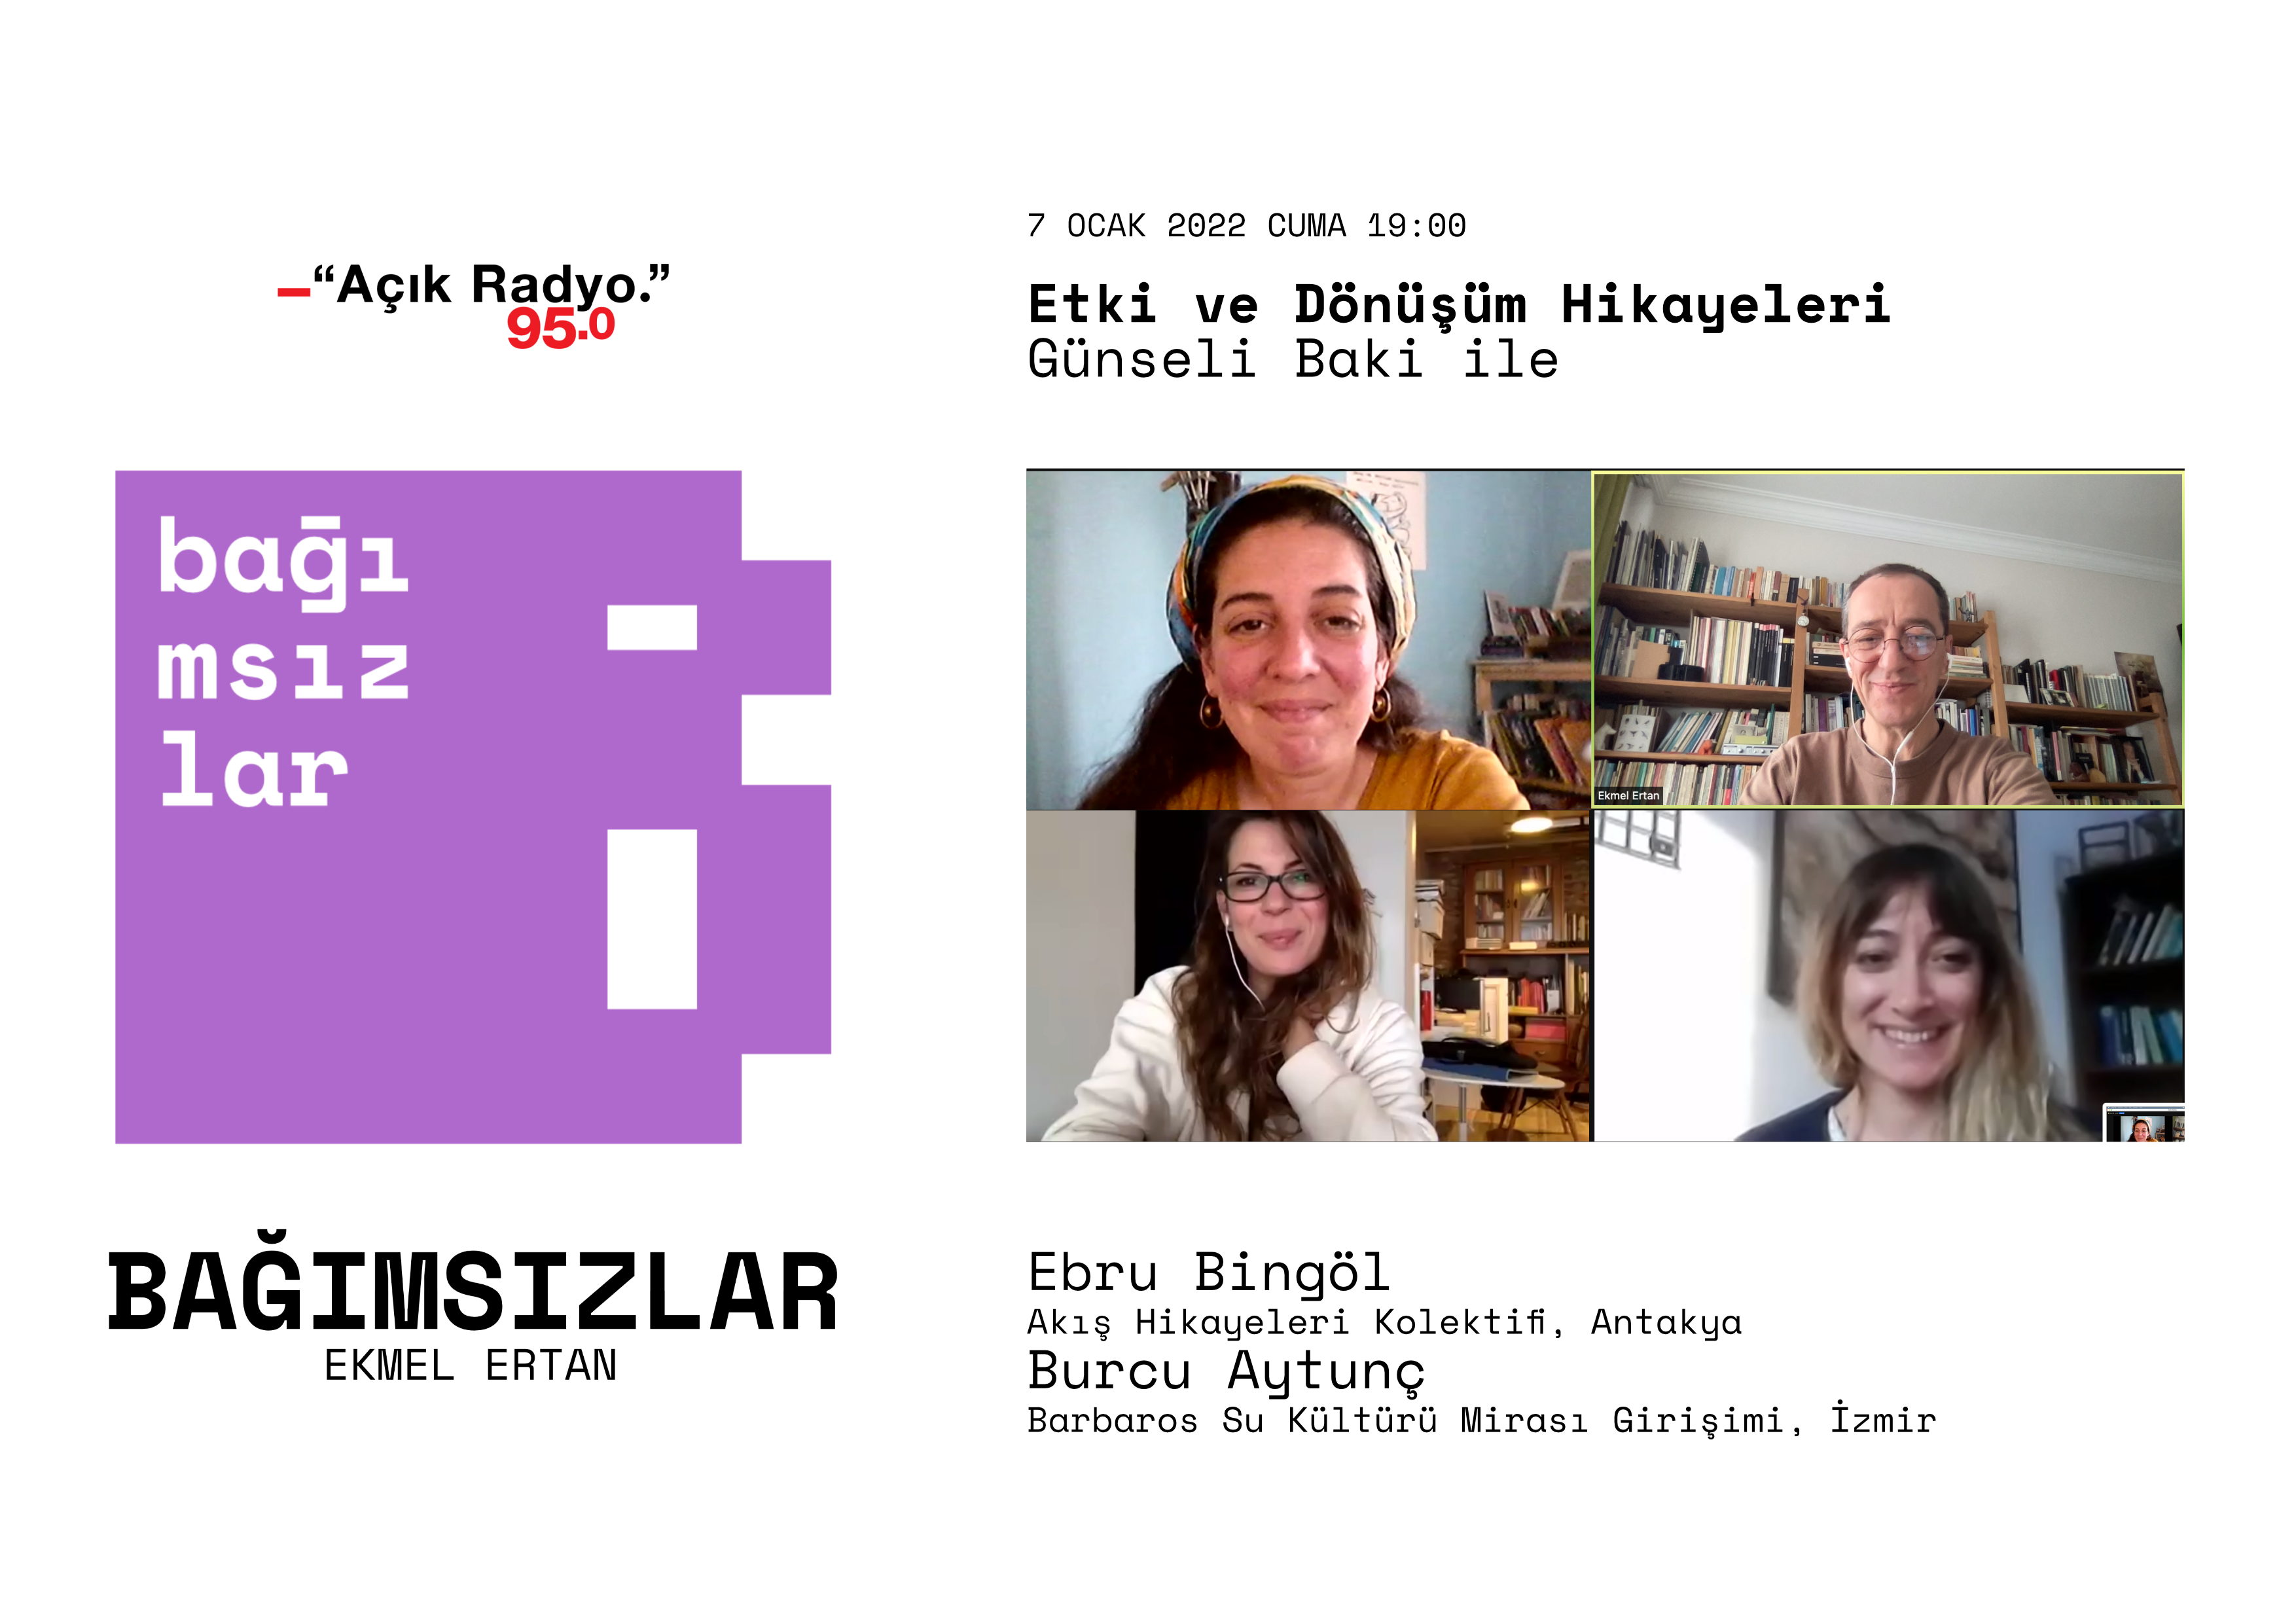 —“Açık Radyo.”
95.0
bağı
msız
lar
BAĞIMSIZLAR
EKMEL ERTAN
7 OCAK 2022 CUMA 19:00
Etki ve Dönüşüm Hikayeleri
Günseli Baki ile
Ekmel Ertan
Ebru Bingöl
Akış Hikayeleri Kolektifi, Antakya
Burcu Aytunç
Barbaros Su Kültürü Mirası Girişimi, İzmir